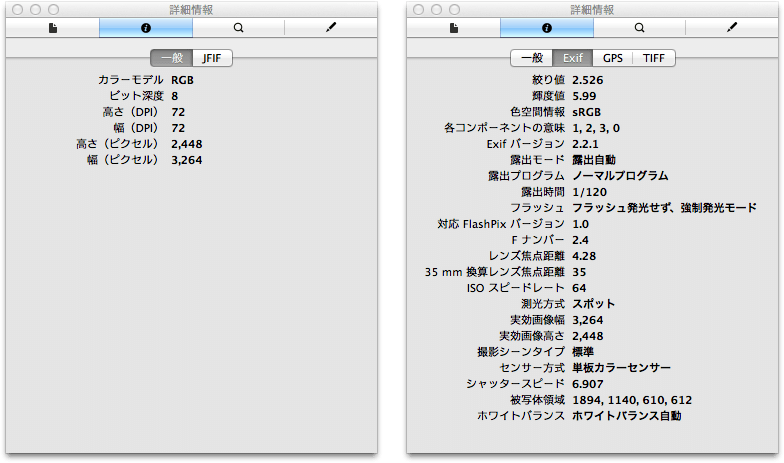 詳細情報
一般 JFIF
カラーモデル RGB
ビット深度 8
高さ（DPI） 72
幅（DPI） 72
高さ（ピクセル） 2,448
幅（ピクセル） 3,264
詳細情報
一般 Exif GPS TIFF
絞り値 2.526
輝度値 5.99
色空間情報 sRGB
各コンポーネントの意味 1, 2, 3, 0
Exif バージョン 2.2.1
露出モード 露出自動
露出プログラム ノーマルプログラム
露出時間 1/120
フラッシュ フラッシュ発光せず、強制発光モード
対応 FlashPix バージョン 1.0
F ナンバー 2.4
レンズ焦点距離 4.28
35 mm 換算レンズ焦点距離 35
ISO スピードレート 64
測光方式 スポット
実効画像幅 3,264
実効画像高さ 2,448
撮影シーンタイプ 標準
センサー方式 単板カラーセンサー
シャッタースピード 6.907
被写体領域 1894, 1140, 610, 612
ホワイトバランス ホワイトバランス自動